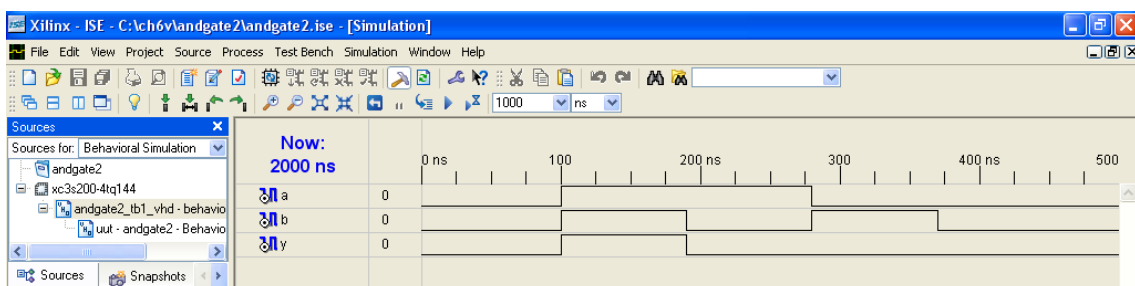 Xilinx - ISE - C:\ch6v\andgate2\andgate2.ise - [Simulation]
File Edit View Project Source Process Test Bench Simulation Window Help
1000 ns
Sources
Sources for: Behavioral Simulation
andgate2
xc3s200-4tq144
andgate2_tb1_vhd - behavio
uut - andgate2 - Behavio
Sources Snapshots
Now:
2000 ns
0 ns 100 200 ns 300 400 ns 500
a 0
b 0
y 0